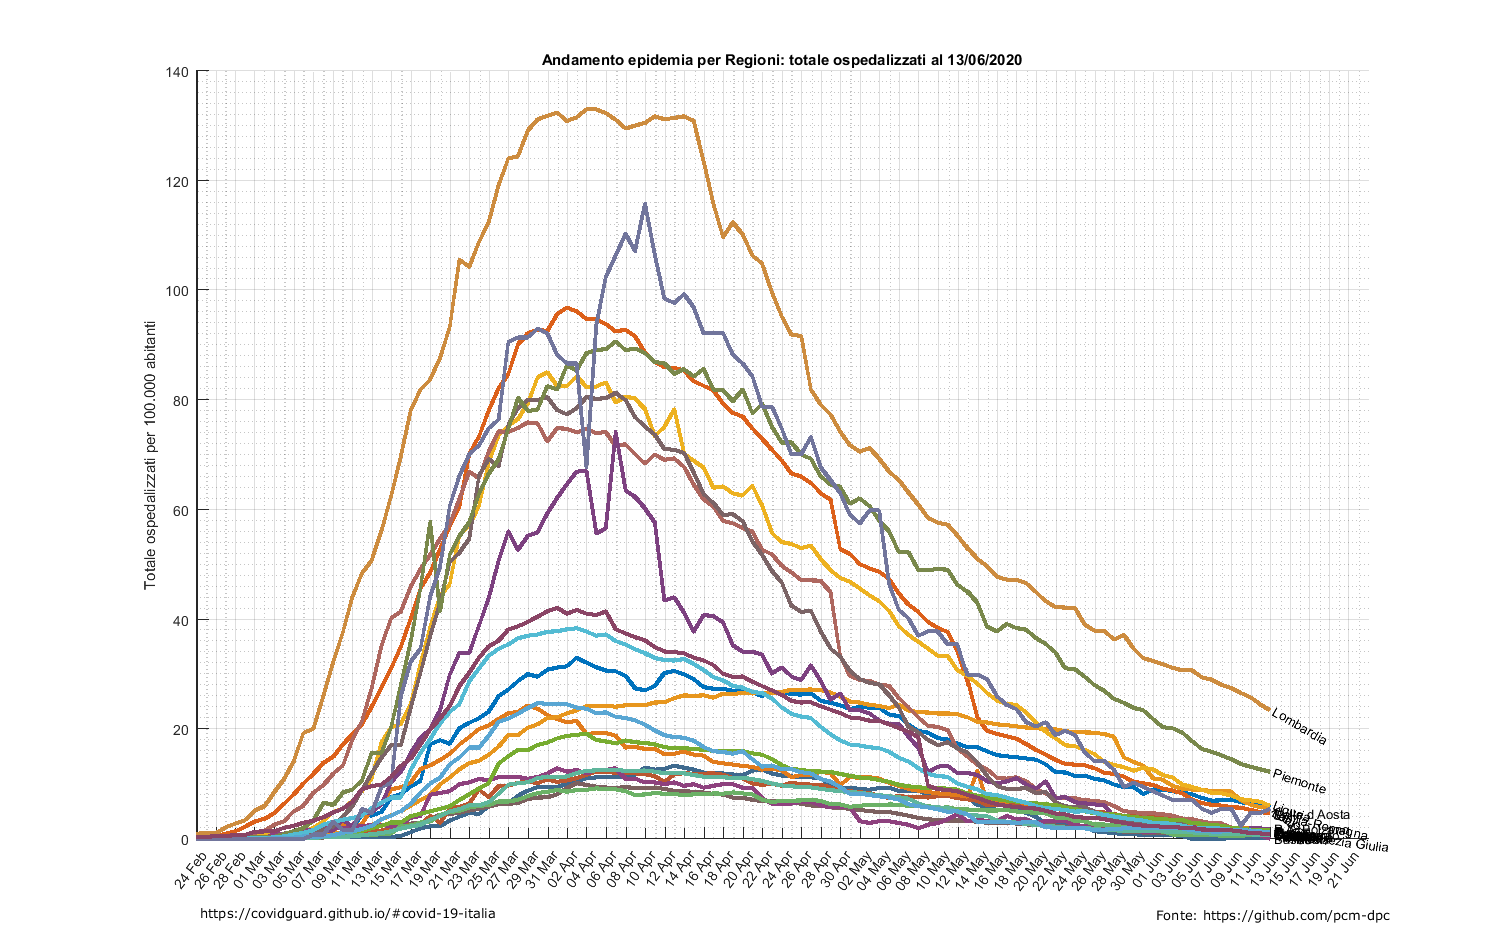 Andamento epidemia per Regioni: totale ospedalizzati al 13/06/2020
Totale ospedalizzati per 100.000 abitanti
140
120
100
80
60
40
20
0
Lombardia
Piemonte
d Aosta
Giulia
24 Feb
26 Feb
28 Feb
01 Mar
03 Mar
05 Mar
07 Mar
09 Mar
11 Mar
13 Mar
15 Mar
17 Mar
19 Mar
21 Mar
23 Mar
25 Mar
27 Mar
29 Mar
31 Mar
02 Apr
04 Apr
06 Apr
08 Apr
10 Apr
12 Apr
14 Apr
16 Apr
18 Apr
20 Apr
22 Apr
24 Apr
26 Apr
28 Apr
30 Apr
02 May
04 May
06 May
08 May
10 May
12 May
14 May
16 May
18 May
20 May
22 May
24 May
26 May
28 May
30 May
01 Jun
03 Jun
05 Jun
07 Jun
09 Jun
11 Jun
13 Jun
15 Jun
17 Jun
19 Jun
21 Jun
https://covidguard.github.io/#covid-19-italia
Fonte: https://github.com/pcm-dpc